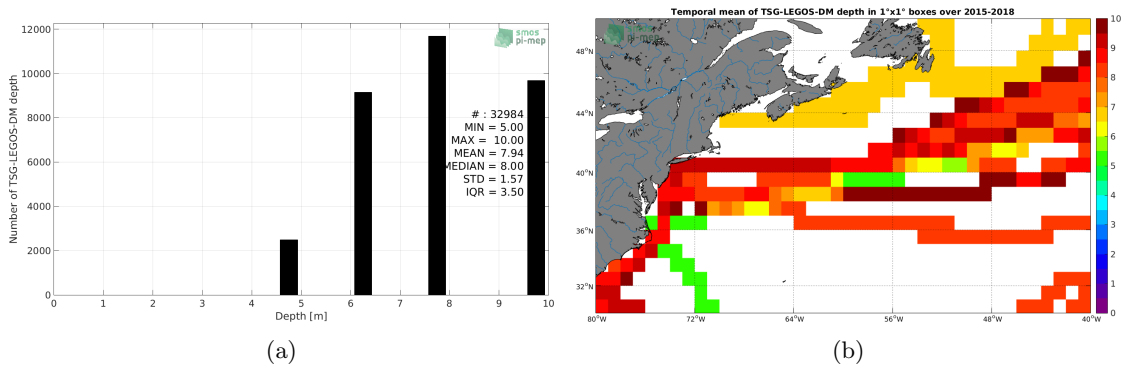 smos
pi-mep
# : 32984
MIN = 5.00
MAX = 10.00
MEAN = 7.94
MEDIAN = 8.00
STD = 1.57
IQR = 3.50
Number of TSG-LEGOS-DM depth
12000
10000
8000
6000
4000
2000
0
0 1 2 3 4 5 6 7 8 9 10
Depth [m]
(a)
Temporal mean of TSG-LEGOS-DM depth in 1°x1° boxes over 2015-2018
smos
pi-mep
48°N
44°N
40°N
36°N
32°N
80°W 72°W 64°W 56°W 48°W 40°W
10
9
8
7
6
5
4
3
2
1
0
(b)